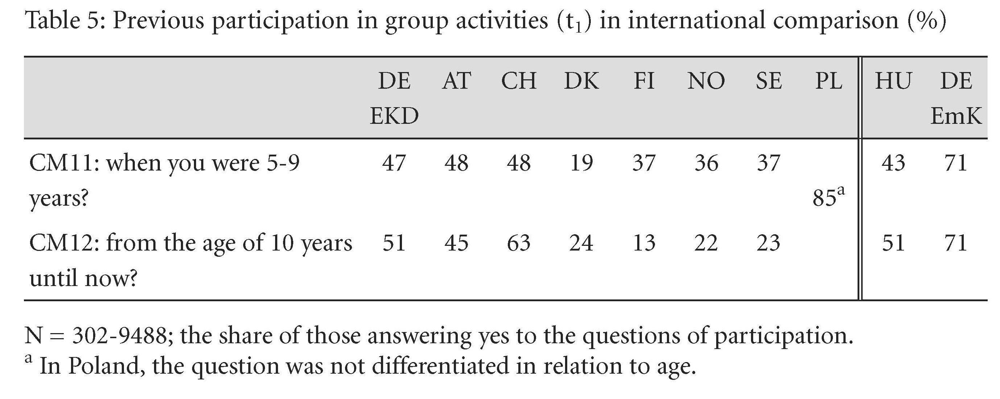 Table 5: Previous participation in group activities (t₁) in international comparison (%)
DE AT CH DK FI NO SE PL HU DE
EKD EmK
CM11: when you were 5-9 47 48 48 19 37 36 37 43 71
years? 85ᵃ
CM12: from the age of 10 years 51 45 63 24 13 22 23 51 71
until now?
N = 302-9488; the share of those answering yes to the questions of participation.
ᵃ In Poland, the question was not differentiated in relation to age.